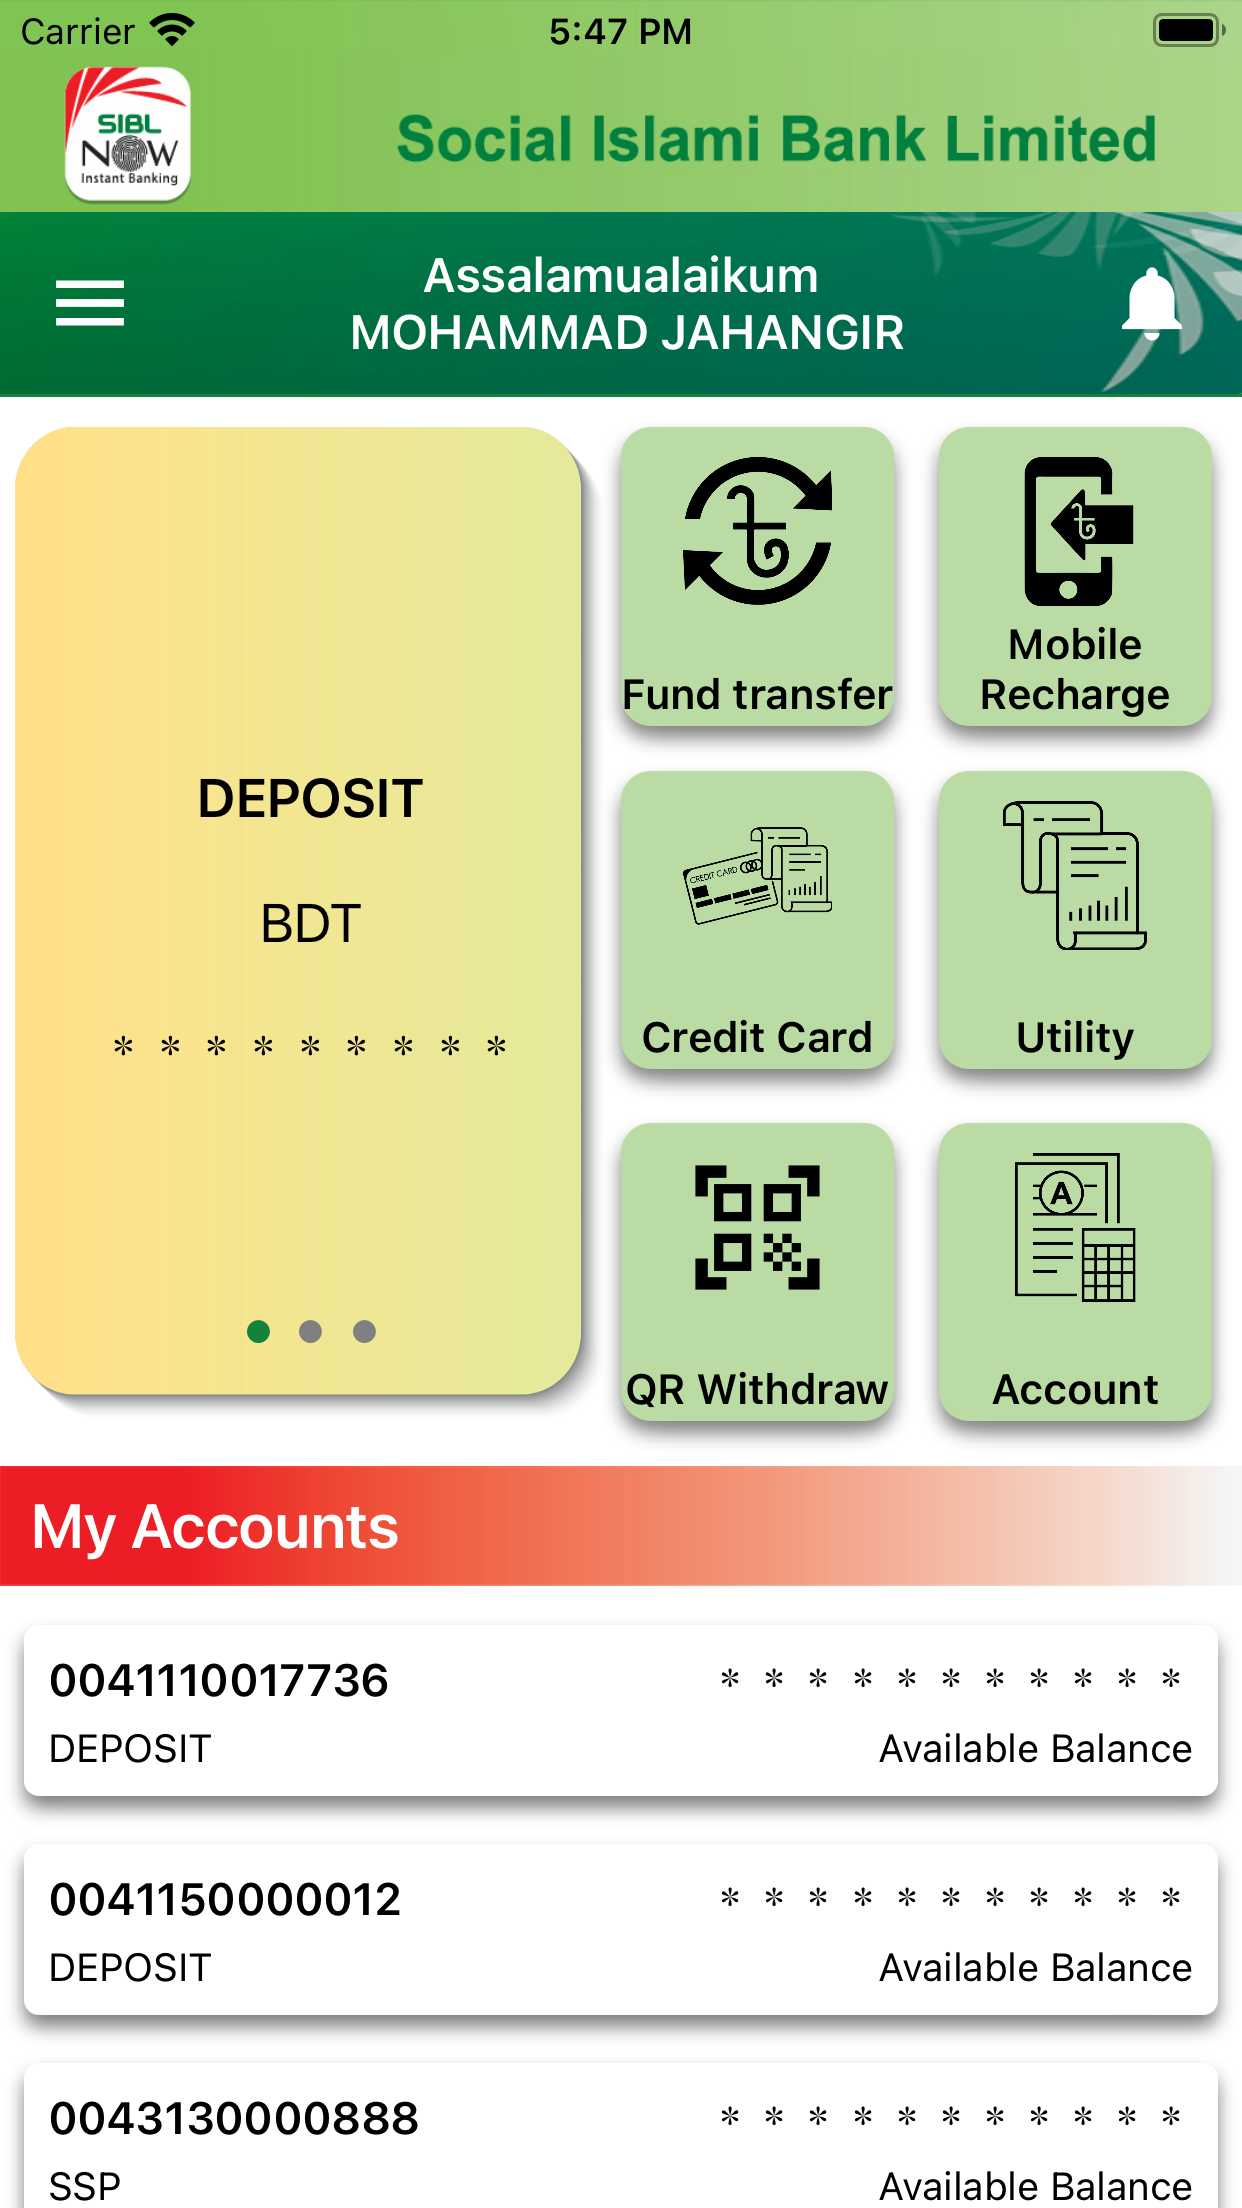 Carrier
5:47 PM
SIBL
NOW
Instant Banking
Social Islami Bank Limited
Assalamualaikum
MOHAMMAD JAHANGIR
DEPOSIT
BDT
* * * * * * * * *
৳
Fund transfer
৳
Mobile
Recharge
CREDIT CARD
Credit Card
Utility
QR Withdraw
A
Account
My Accounts
0041110017736
* * * * * * * * * * *
DEPOSIT
Available Balance
0041150000012
* * * * * * * * * * *
DEPOSIT
Available Balance
0043130000888
* * * * * * * * * * *
SSP
Available Balance